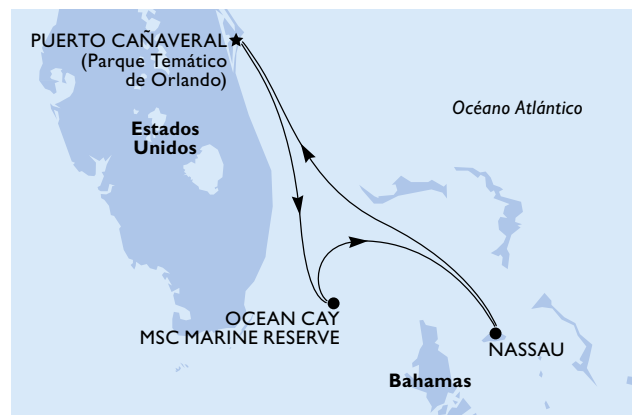 PUERTO CAÑAVERAL
(Parque Temático
de Orlando)
Océano Atlántico
Estados
Unidos
OCEAN CAY
MSC MARINE RESERVE
NASSAU
Bahamas